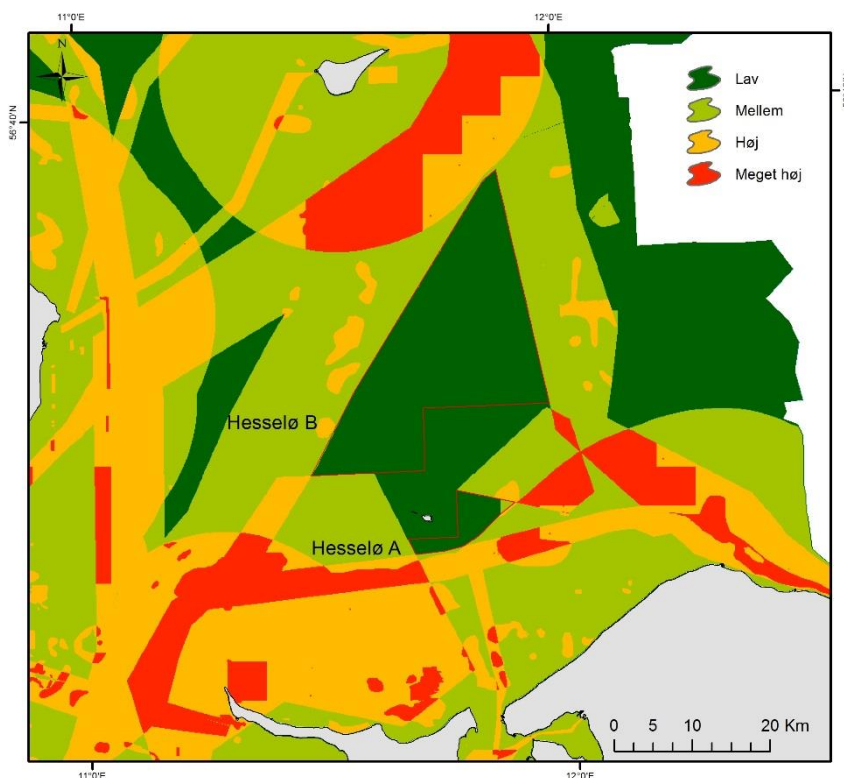 11°0'E 12°0'E
N
56°40'N
Lav
Mellem
Høj
Meget høj
Hesselø B
Hesselø A
0 5 10 20 Km
11°0'E 12°0'E